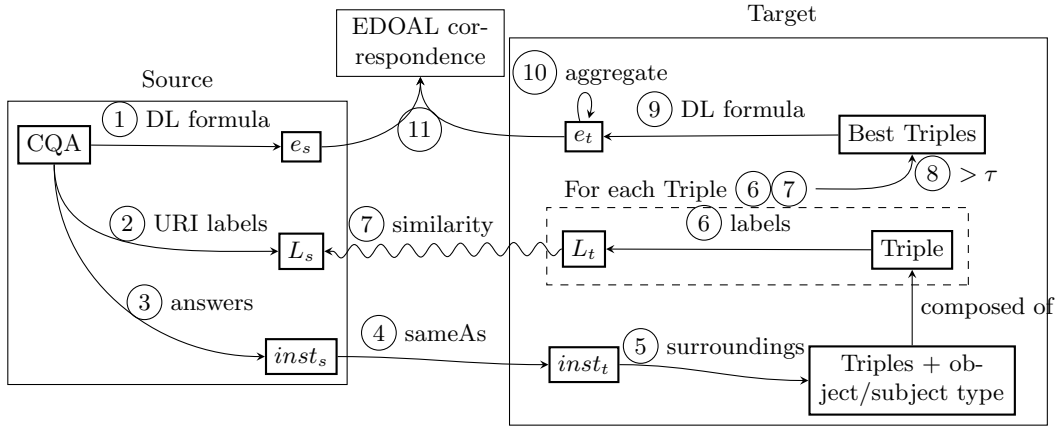 Target
EDOAL cor-
respondence
Source
10 aggregate
1 DL formula
9 DL formula
11
CQA
e_s
e_t
Best Triples
8 > τ
For each Triple 6 7
2 URI labels
7 similarity
6 labels
L_s
L_t
Triple
3 answers
composed of
4 sameAs
5 surroundings
inst_s
inst_t
Triples + ob-
ject/subject type